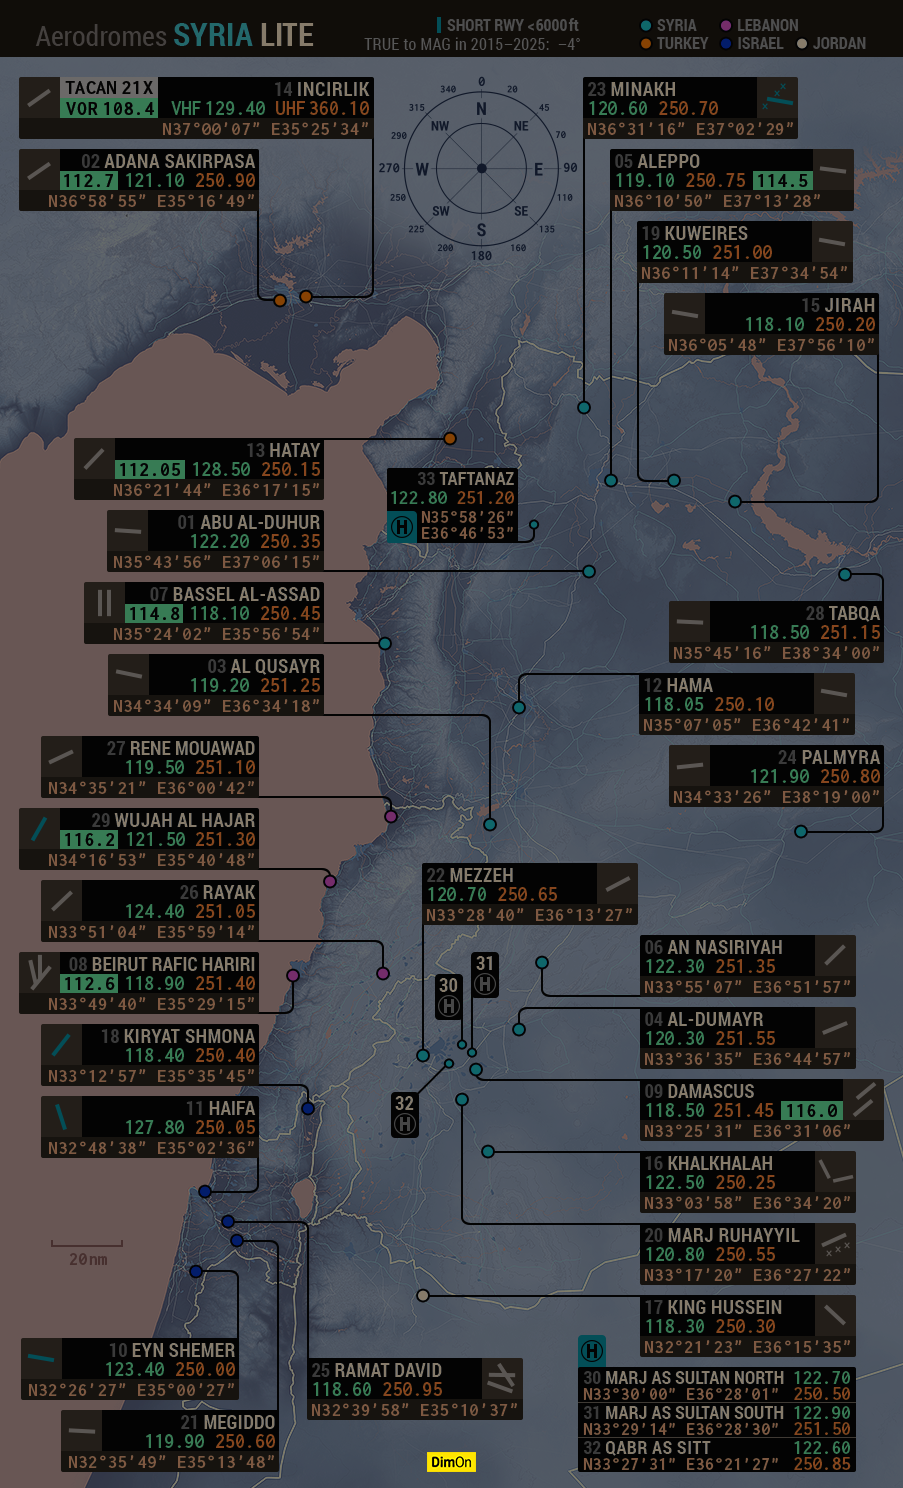 Aerodromes SYRIA LITE
SHORT RWY <6000ft
TRUE to MAG in 2015–2025: –4°
SYRIA
LEBANON
TURKEY
ISRAEL
JORDAN
TACAN 21X
14 INCIRLIK
VOR 108.4 VHF 129.40 UHF 360.10
N37°00'07" E35°25'34"
02 ADANA SAKIRPASA
112.7 121.10 250.90
N36°58'55" E35°16'49"
0
20
45
70
90
110
135
160
180
200
225
250
270
290
315
340
N
NE
E
SE
S
SW
W
NW
23 MINAKH
120.60 250.70
N36°31'16" E37°02'29"
05 ALEPPO
119.10 250.75 114.5
N36°10'50" E37°13'28"
19 KUWEIRES
120.50 251.00
N36°11'14" E37°34'54"
15 JIRAH
118.10 250.20
N36°05'48" E37°56'10"
13 HATAY
112.05 128.50 250.15
N36°21'44" E36°17'15"
33 TAFTANAZ
122.80 251.20
H N35°58'26"
E36°46'53"
01 ABU AL-DUHUR
122.20 250.35
N35°43'56" E37°06'15"
07 BASSEL AL-ASSAD
114.8 118.10 250.45
N35°24'02" E35°56'54"
28 TABQA
118.50 251.15
N35°45'16" E38°34'00"
03 AL QUSAYR
119.20 251.25
N34°34'09" E36°34'18"
12 HAMA
118.05 250.10
N35°07'05" E36°42'41"
27 RENE MOUAWAD
119.50 251.10
N34°35'21" E36°00'42"
24 PALMYRA
121.90 250.80
N34°33'26" E38°19'00"
29 WUJAH AL HAJAR
116.2 121.50 251.30
N34°16'53" E35°40'48"
22 MEZZEH
120.70 250.65
N33°28'40" E36°13'27"
26 RAYAK
124.40 251.05
N33°51'04" E35°59'14"
06 AN NASIRIYAH
122.30 251.35
N33°55'07" E36°51'57"
08 BEIRUT RAFIC HARIRI
112.6 118.90 251.40
N33°49'40" E35°29'15"
31
H
30
H
04 AL-DUMAYR
120.30 251.55
N33°36'35" E36°44'57"
18 KIRYAT SHMONA
118.40 250.40
N33°12'57" E35°35'45"
32
H
09 DAMASCUS
118.50 251.45 116.0
N33°25'31" E36°31'06"
11 HAIFA
127.80 250.05
N32°48'38" E35°02'36"
16 KHALKHALAH
122.50 250.25
N33°03'58" E36°34'20"
20 MARJ RUHAYYIL
120.80 250.55
N33°17'20" E36°27'22"
20nm
17 KING HUSSEIN
118.30 250.30
N32°21'23" E36°15'35"
10 EYN SHEMER
123.40 250.00
N32°26'27" E35°00'27"
25 RAMAT DAVID
118.60 250.95
N32°39'58" E35°10'37"
21 MEGIDDO
119.90 250.60
N32°35'49" E35°13'48"
H
30 MARJ AS SULTAN NORTH 122.70
N33°30'00" E36°28'01" 250.50
31 MARJ AS SULTAN SOUTH 122.90
N33°29'14" E36°28'30" 251.50
32 QABR AS SITT 122.60
N33°27'31" E36°21'27" 250.85
DimOn